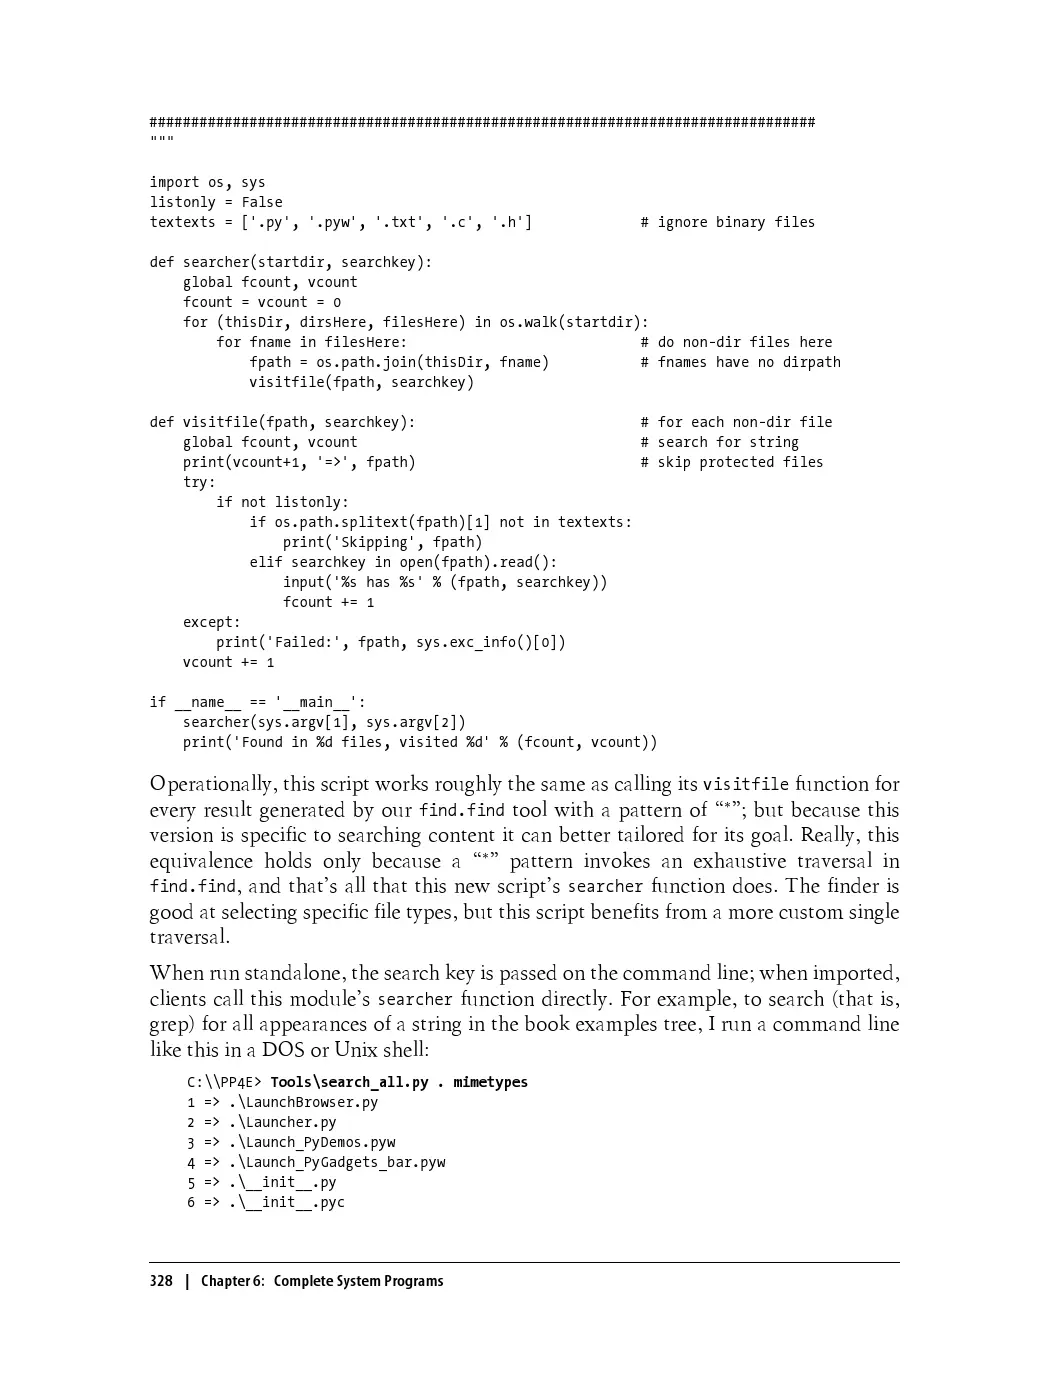 ################################################################################
"""
import os, sys
listonly = False
textexts = ['.py', '.pyw', '.txt', '.c', '.h']             # ignore binary files
def searcher(startdir, searchkey):
    global fcount, vcount
    fcount = vcount = 0
    for (thisDir, dirsHere, filesHere) in os.walk(startdir):
        for fname in filesHere:                            # do non-dir files here
            fpath = os.path.join(thisDir, fname)           # fnames have no dirpath
            visitfile(fpath, searchkey)
def visitfile(fpath, searchkey):                           # for each non-dir file
    global fcount, vcount                                  # search for string
    print(vcount+1, '=>', fpath)                           # skip protected files
    try:
        if not listonly:
            if os.path.splitext(fpath)[1] not in textexts:
                print('Skipping', fpath)
            elif searchkey in open(fpath).read():
                input('%s has %s' % (fpath, searchkey))
                fcount += 1
    except:
        print('Failed:', fpath, sys.exc_info()[0])
    vcount += 1
if __name__ == '__main__':
    searcher(sys.argv[1], sys.argv[2])
    print('Found in %d files, visited %d' % (fcount, vcount))
Operationally, this script works roughly the same as calling its visitfile function for
every result generated by our find.find tool with a pattern of “*”; but because this
version is specific to searching content it can better tailored for its goal. Really, this
equivalence holds only because a “*” pattern invokes an exhaustive traversal in
find.find, and that’s all that this new script’s searcher function does. The finder is
good at selecting specific file types, but this script benefits from a more custom single
traversal.
When run standalone, the search key is passed on the command line; when imported,
clients call this module’s searcher function directly. For example, to search (that is,
grep) for all appearances of a string in the book examples tree, I run a command line
like this in a DOS or Unix shell:
C:\\PP4E> Tools\search_all.py . mimetypes
1 => .\LaunchBrowser.py
2 => .\Launcher.py
3 => .\Launch_PyDemos.pyw
4 => .\Launch_PyGadgets_bar.pyw
5 => .\__init__.py
6 => .\__init__.pyc
328 | Chapter 6: Complete System Programs